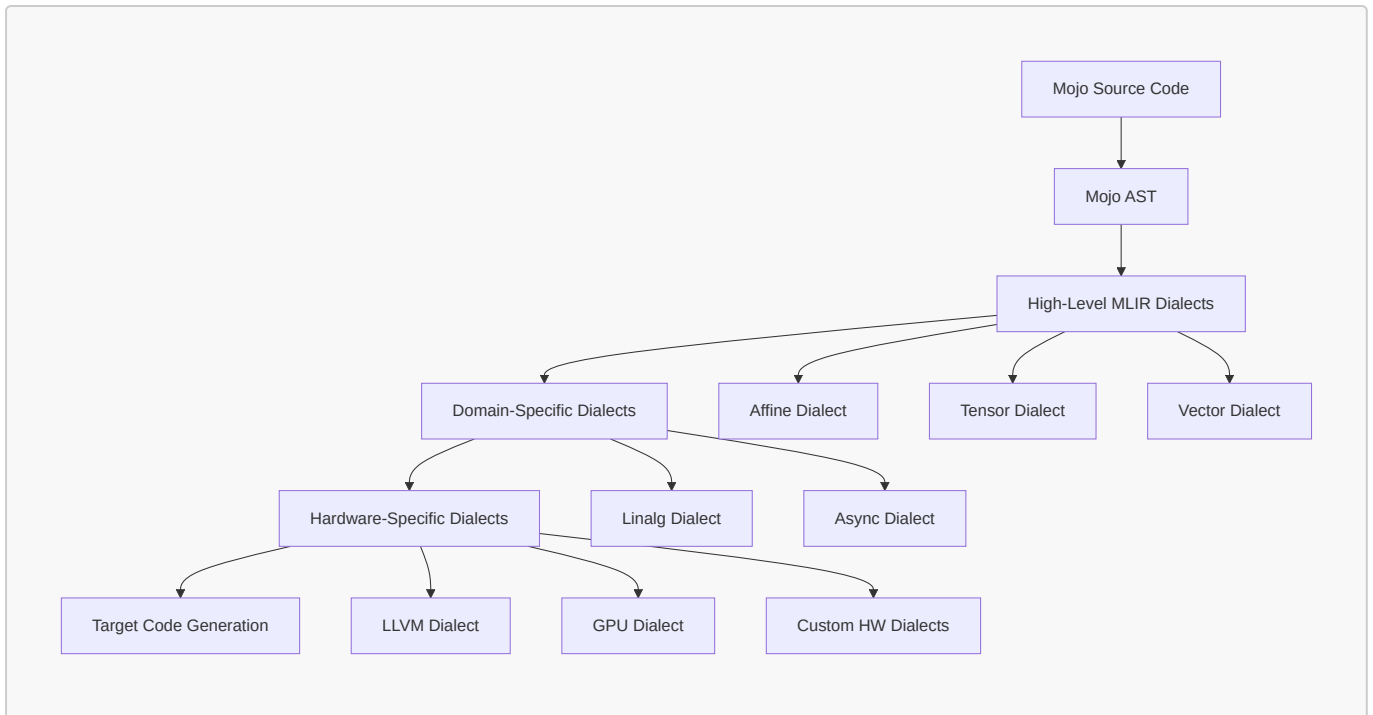 Mojo Source Code
Mojo AST
High-Level MLIR Dialects
Domain-Specific Dialects
Affine Dialect
Tensor Dialect
Vector Dialect
Hardware-Specific Dialects
Linalg Dialect
Async Dialect
Target Code Generation
LLVM Dialect
GPU Dialect
Custom HW Dialects